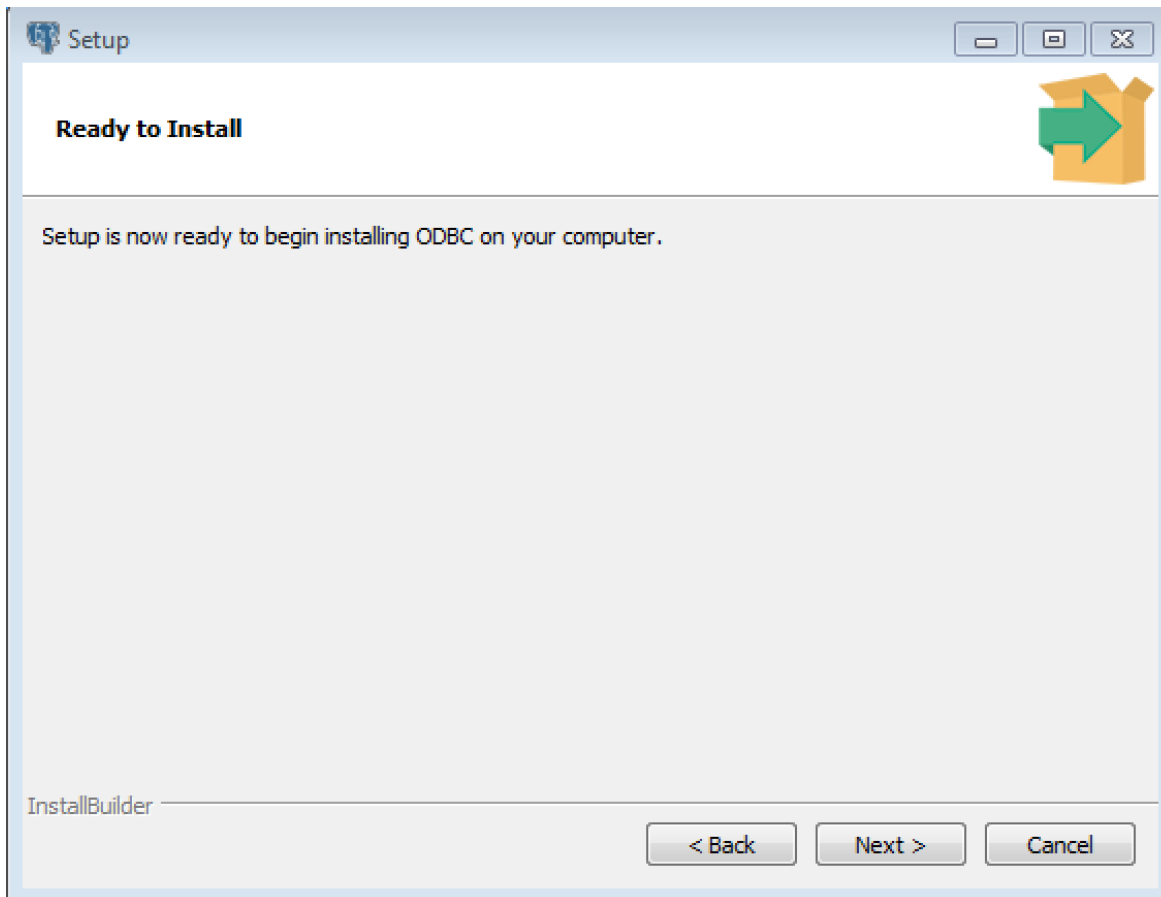 Setup
Ready to Install
Setup is now ready to begin installing ODBC on your computer.
InstallBuilder
< Back
Next >
Cancel